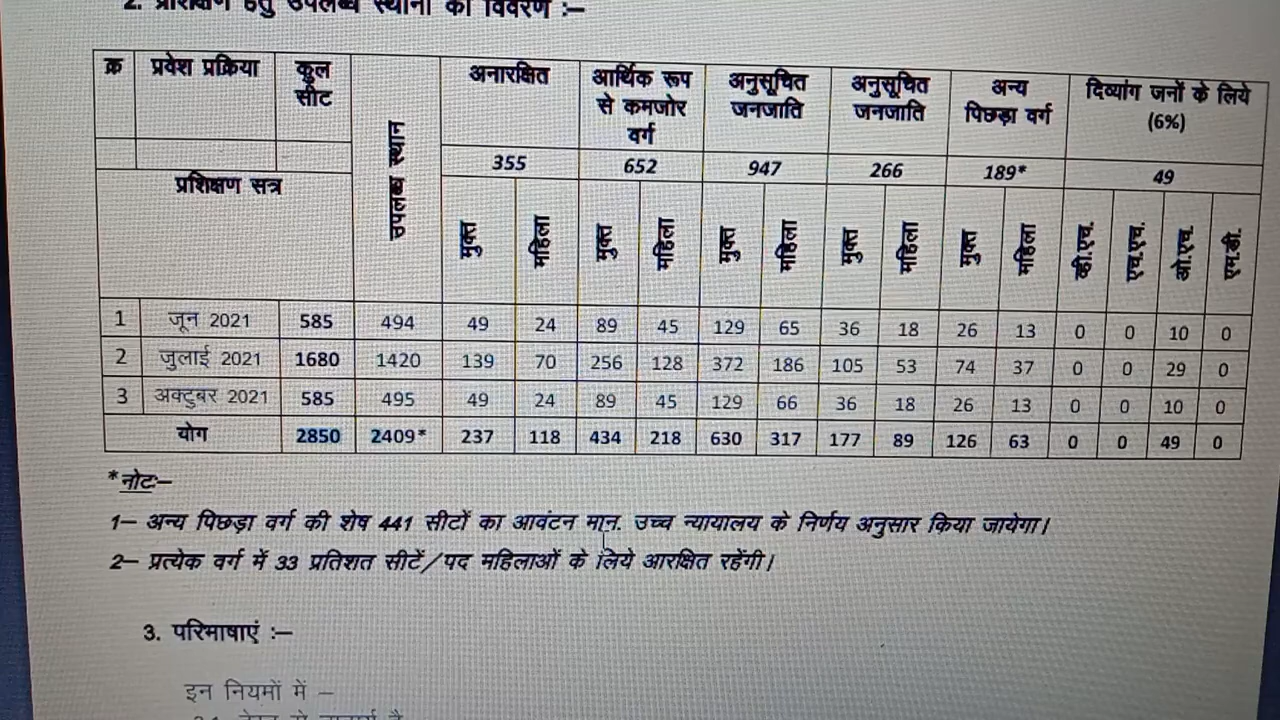 2. प्रशिक्षण हेतु उपलब्ध स्थानों का विवरण :–
क्र प्रवेश प्रक्रिया कुल सीट उपलब्ध स्थान अनारक्षित आर्थिक रूप से कमजोर वर्ग अनुसूचित जनजाति अनुसूचित जनजाति अन्य पिछड़ा वर्ग दिव्यांग जनों के लिये (6%)
355 652 947 266 189* 49
प्रशिक्षण सत्र मुक्त महिला मुक्त महिला मुक्त महिला मुक्त महिला मुक्त महिला व्ही.एच. एच.एच. ओ.एच. एम.डी.
1 जून 2021 585 494 49 24 89 45 129 65 36 18 26 13 0 0 10 0
2 जुलाई 2021 1680 1420 139 70 256 128 372 186 105 53 74 37 0 0 29 0
3 अक्टुबर 2021 585 495 49 24 89 45 129 66 36 18 26 13 0 0 10 0
योग 2850 2409* 237 118 434 218 630 317 177 89 126 63 0 0 49 0
*नोटः–
1– अन्य पिछड़ा वर्ग की शेष 441 सीटों का आवंटन मान. उच्च न्यायालय के निर्णय अनुसार किया जायेगा।
2– प्रत्येक वर्ग में 33 प्रतिशत सीटें/पद महिलाओं के लिये आरक्षित रहेंगी।
3. परिभाषाएं :–
इन नियमों में –